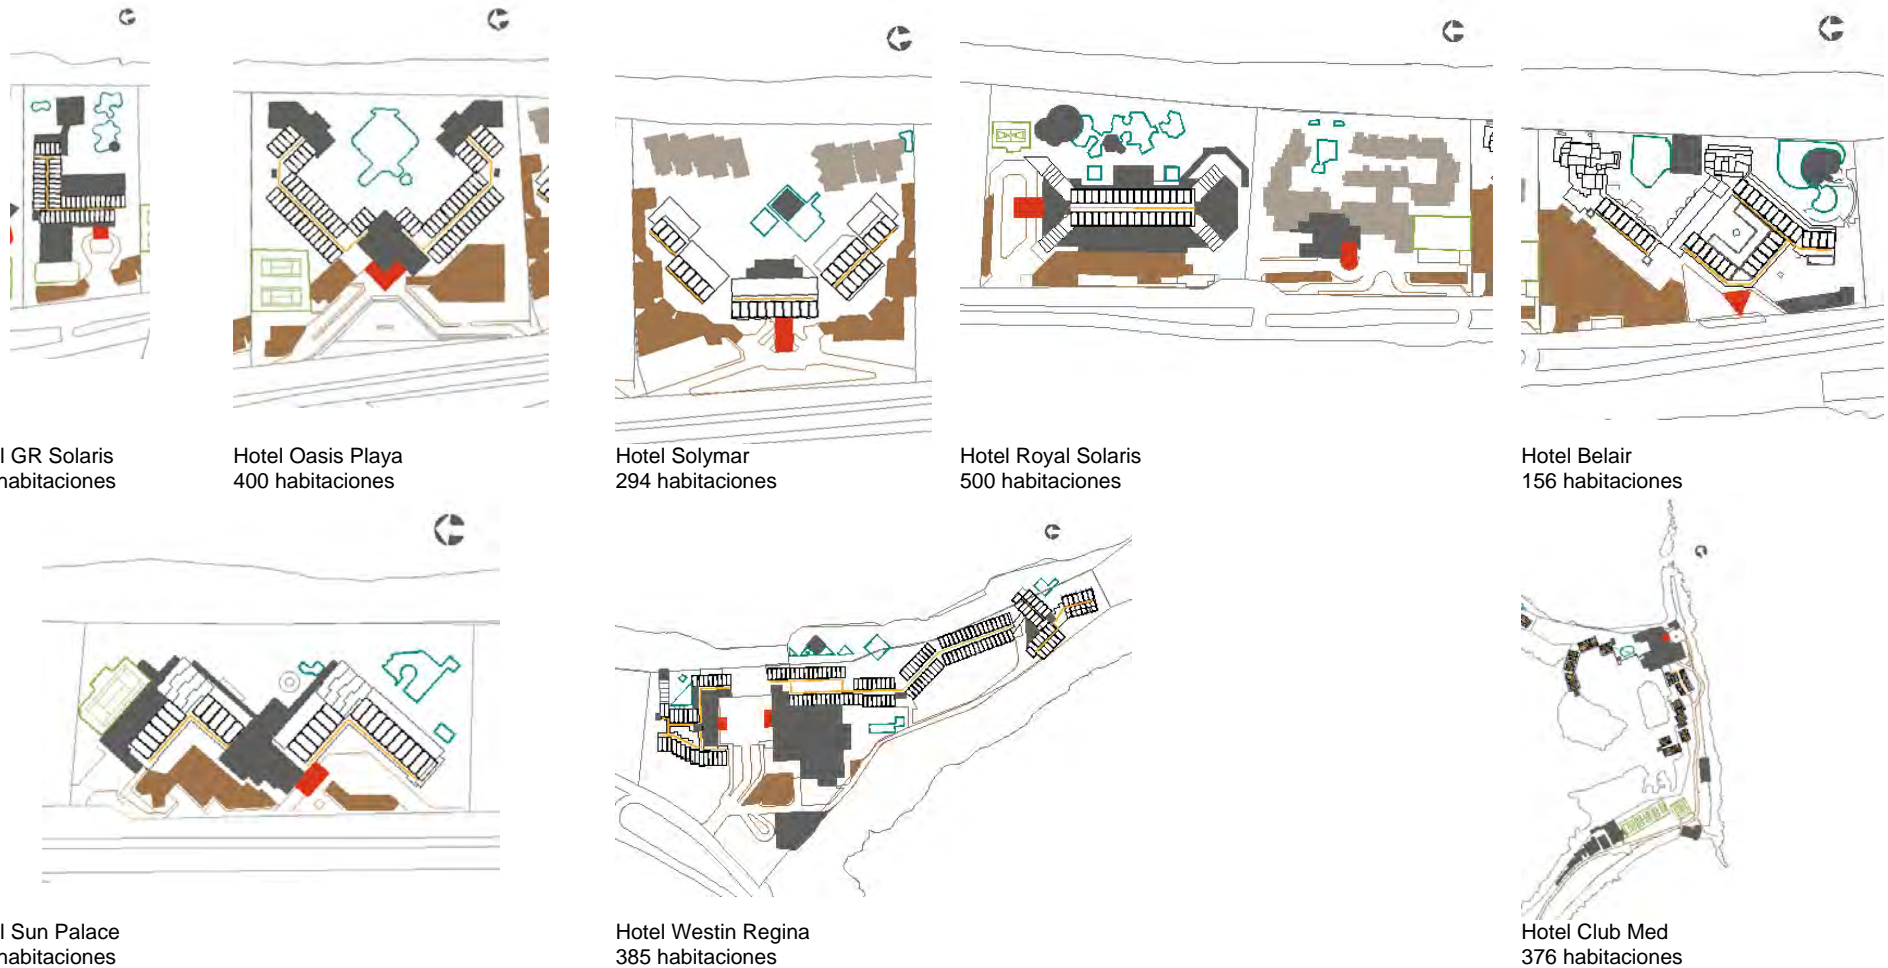 l GR Solaris
habitaciones
Hotel Oasis Playa
400 habitaciones
Hotel Solymar
294 habitaciones
Hotel Royal Solaris
500 habitaciones
Hotel Belair
156 habitaciones
l Sun Palace
habitaciones
Hotel Westin Regina
385 habitaciones
Hotel Club Med
376 habitaciones